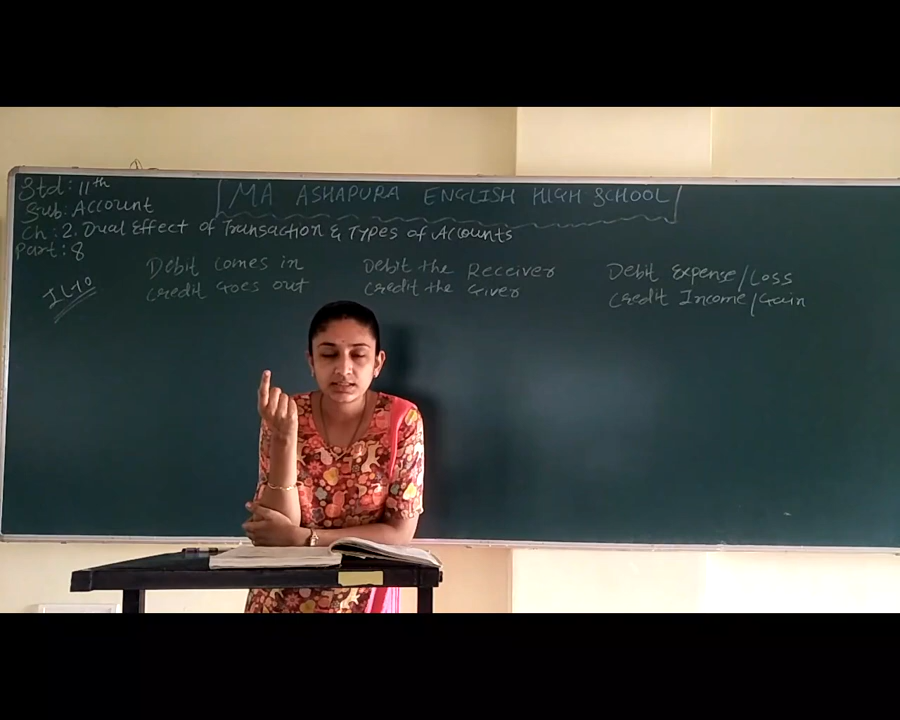 Std: 11th
MA ASHAPURA ENGLISH HIGH SCHOOL
Sub: Account
Ch: 2. Dual Effect of Transaction & Types of Accounts
Part: 8
ILL-10
Debit comes in
Credit Goes out
Debit the Receiver
Credit the Giver
Debit Expense/Loss
Credit Income/Gain